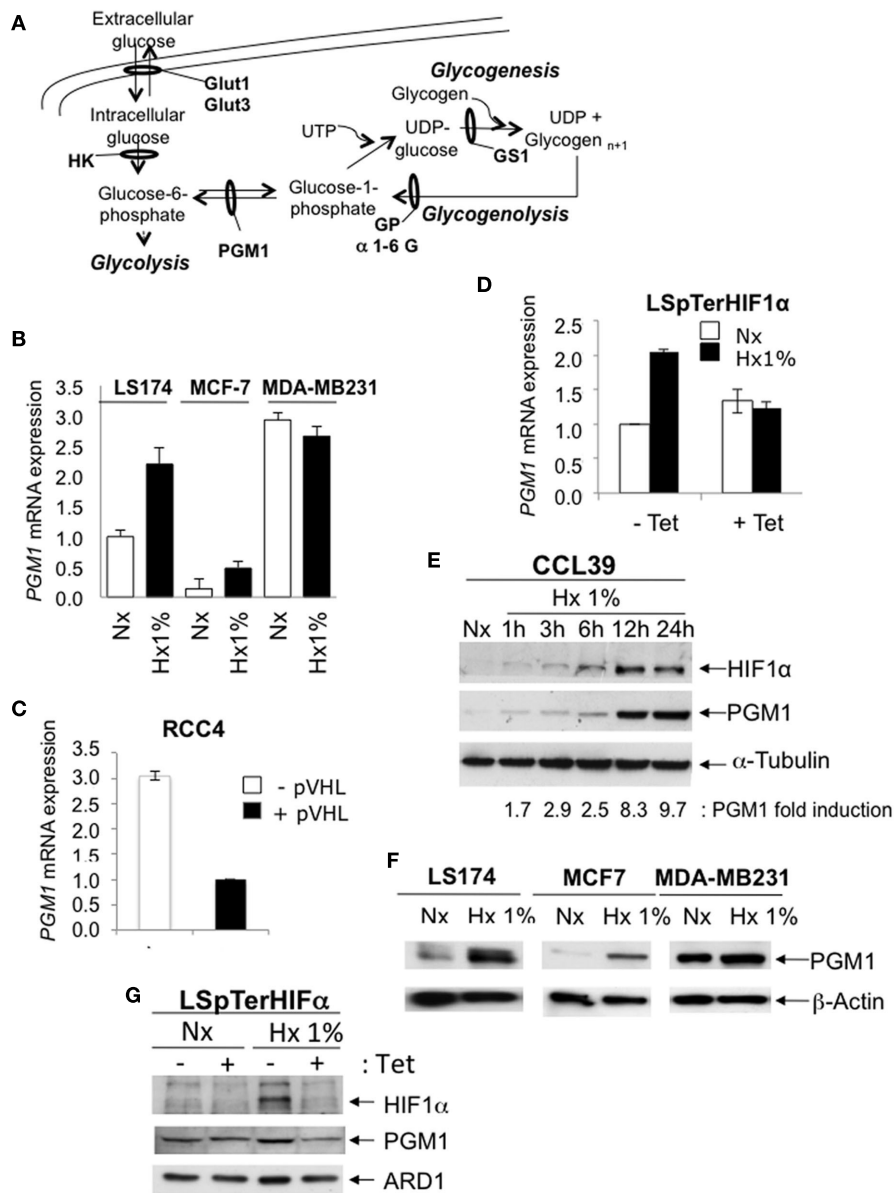 A
Extracellular
glucose
Glut1
Glut3
Intracellular
glucose
HK
Glucose-6-
phosphate
Glycolysis
PGM1
Glucose-1-
phosphate
UTP
UDP-
glucose
Glycogenesis
Glycogen
GS1
UDP +
Glycogen n+1
GP
α 1-6 G
Glycogenolysis
B
PGM1 mRNA expression
3.5
3.0
2.5
2.0
1.5
1.0
0.5
0.0
LS174 MCF-7 MDA-MB231
Nx Hx1% Nx Hx1% Nx Hx1%
C
RCC4
PGM1 mRNA expression
3.5
3.0
2.5
2.0
1.5
1.0
0.5
0.0
- pVHL
+ pVHL
D
LSpTerHIF1α
Nx
Hx1%
PGM1 mRNA expression
2.5
2.0
1.5
1.0
0.5
0.0
- Tet + Tet
E
CCL39
Hx 1%
Nx 1h 3h 6h 12h 24h
HIF1α
PGM1
α-Tubulin
1.7 2.9 2.5 8.3 9.7 : PGM1 fold induction
F
LS174 MCF7 MDA-MB231
Nx Hx 1% Nx Hx 1% Nx Hx 1%
PGM1
β-Actin
G
LSpTerHIFα
Nx Hx 1%
- + - + : Tet
HIF1α
PGM1
ARD1